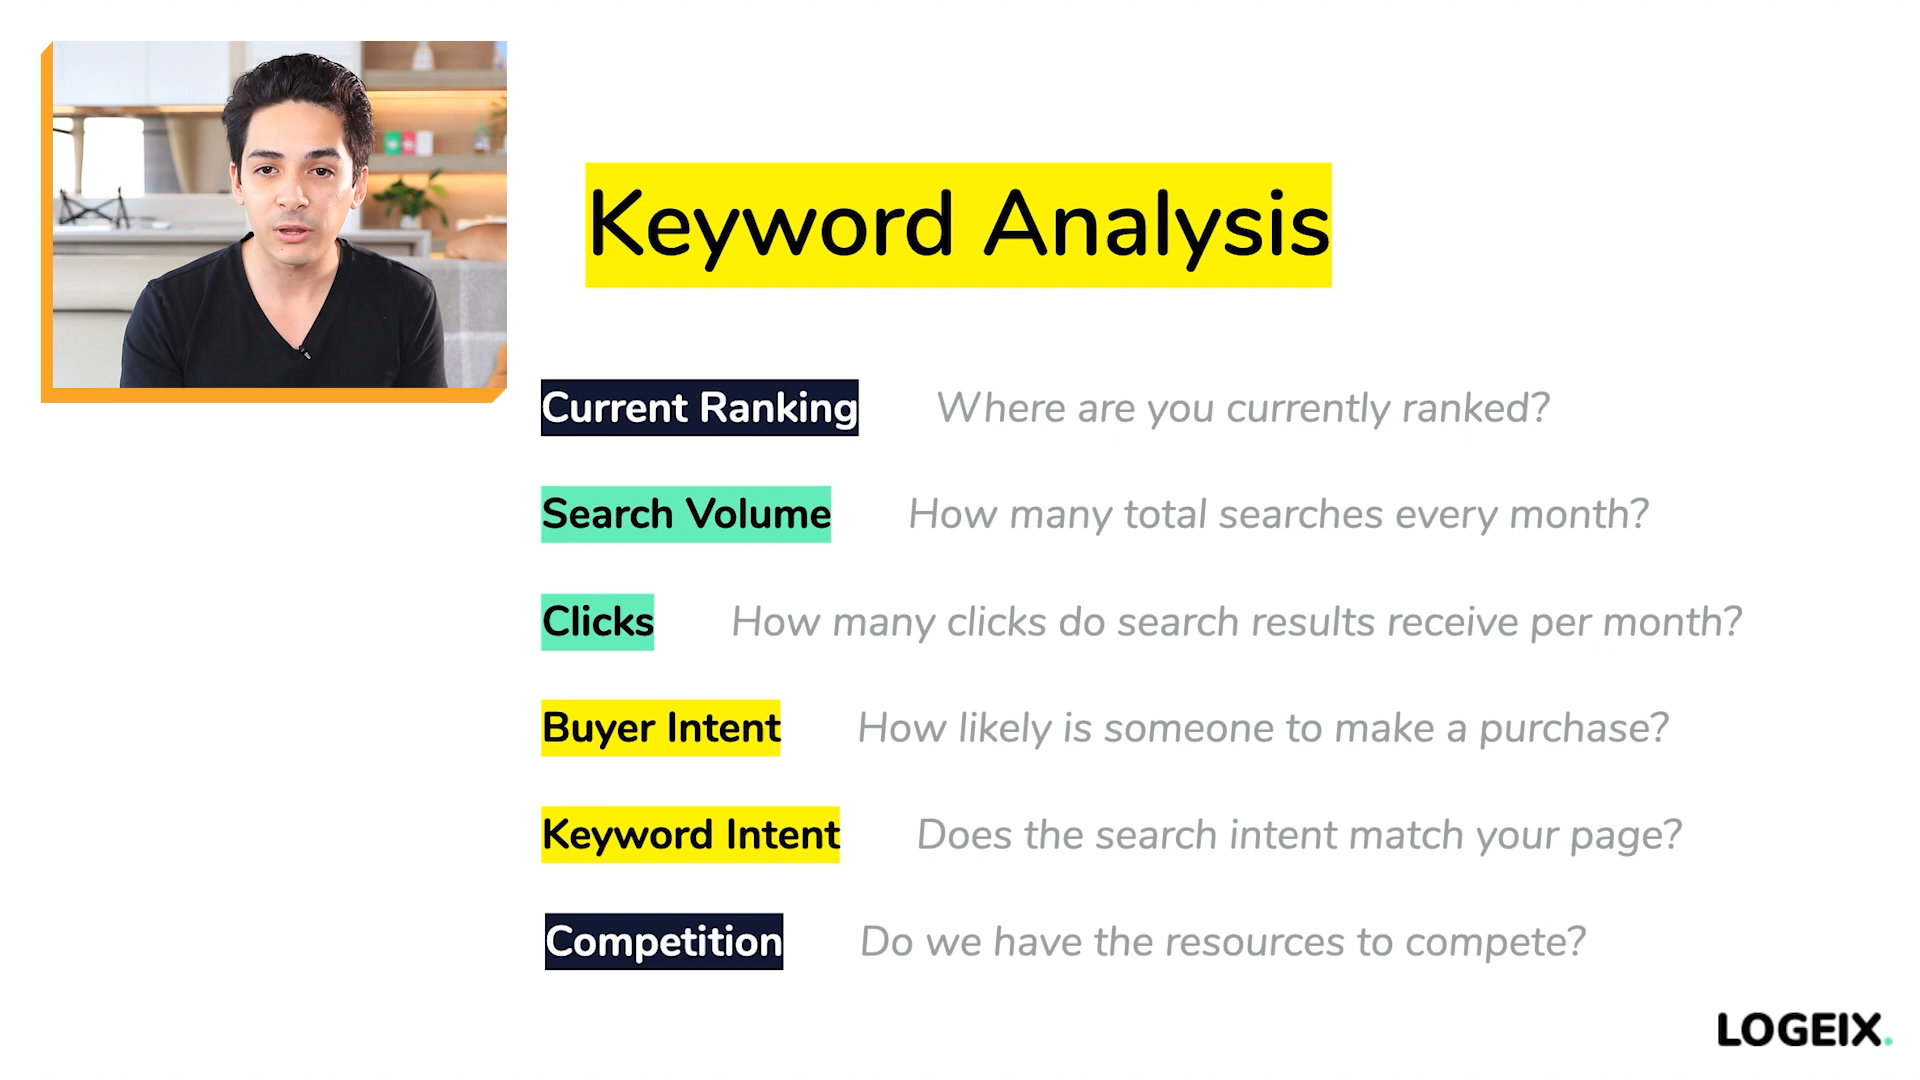 Keyword Analysis
Current Ranking Where are you currently ranked?
Search Volume How many total searches every month?
Clicks How many clicks do search results receive per month?
Buyer Intent How likely is someone to make a purchase?
Keyword Intent Does the search intent match your page?
Competition Do we have the resources to compete?
LOGEIX.